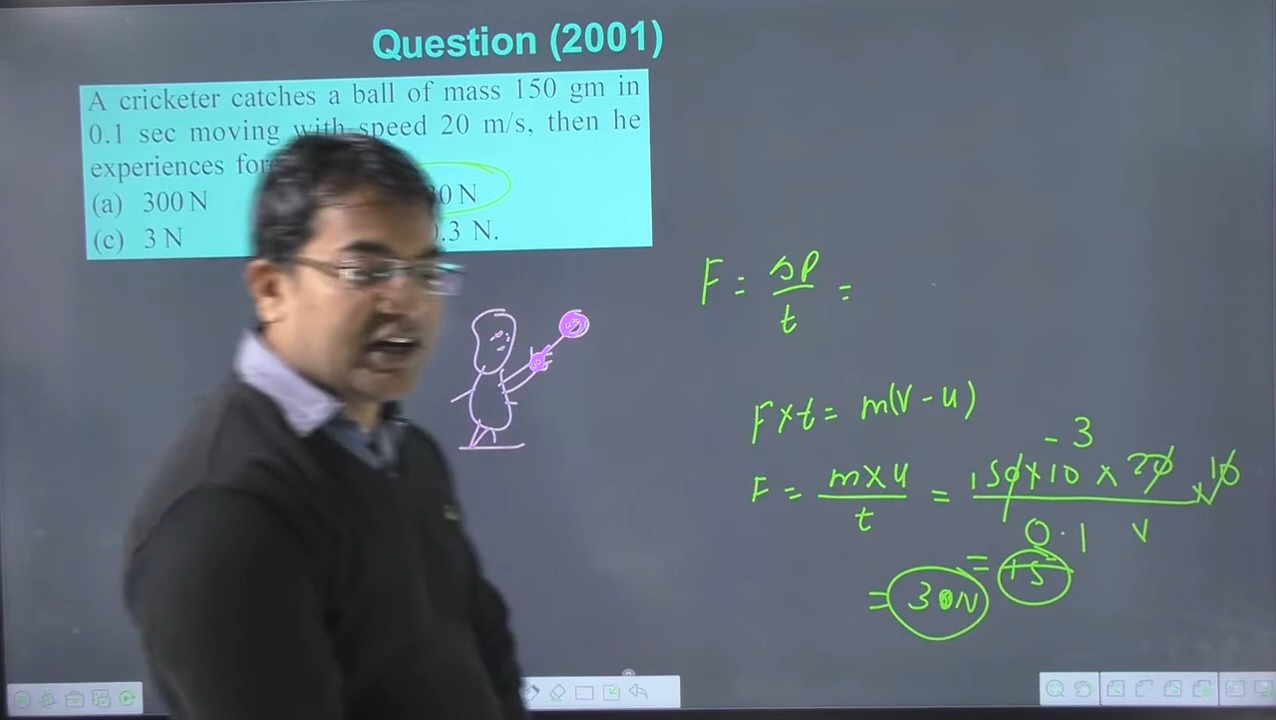 Question (2001)
A cricketer catches a ball of mass 150 gm in
0.1 sec moving with speed 20 m/s, then he
experiences
(a) 300 N 0 N
(c) 3 N .3 N.
F = ΔP/t =
F×t = m(v - u)
- 3
F = m×u/t = 150×10 × 20 × 10/0.1
= 15
= 30N